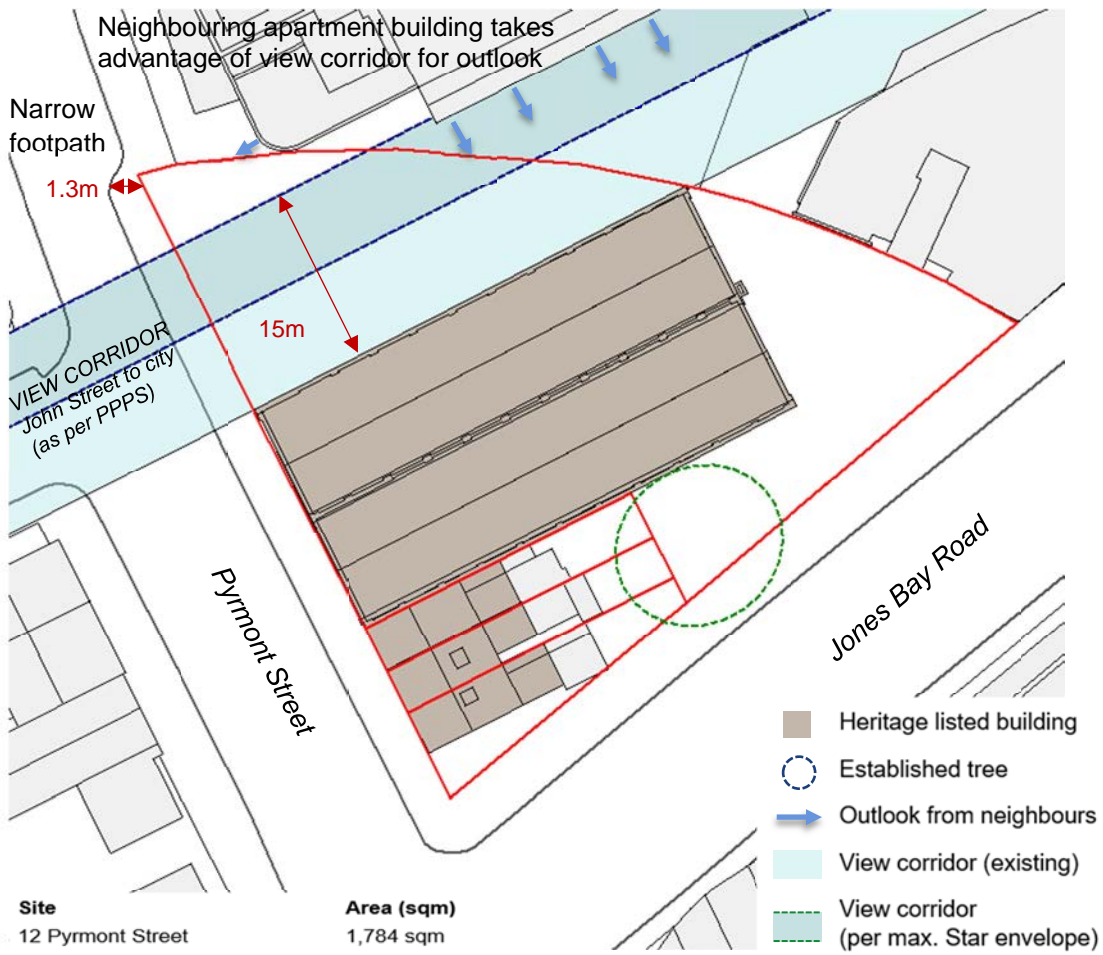 Neighbouring apartment building takes
advantage of view corridor for outlook
Narrow
footpath
1.3m
15m
VIEW CORRIDOR
John Street to city
(as per PPPS)
Pyrmont Street
Jones Bay Road
Heritage listed building
Established tree
Outlook from neighbours
View corridor (existing)
View corridor
(per max. Star envelope)
Site
Area (sqm)
12 Pyrmont Street
1,784 sqm